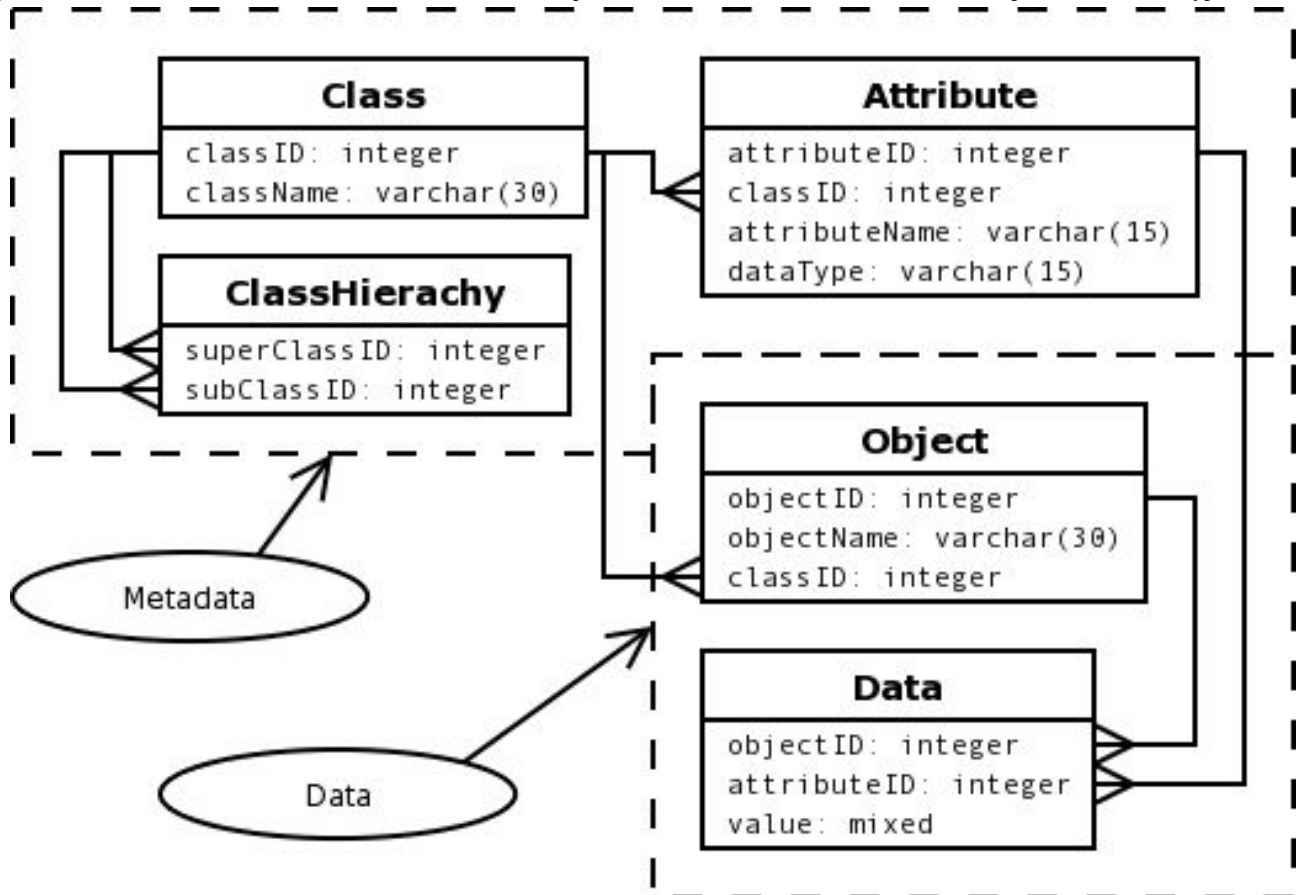 Class
classID: integer
className: varchar(30)
ClassHierachy
superClassID: integer
subClassID: integer
Attribute
attributeID: integer
classID: integer
attributeName: varchar(15)
dataType: varchar(15)
Object
objectID: integer
objectName: varchar(30)
classID: integer
Data
objectID: integer
attributeID: integer
value: mixed
Metadata
Data